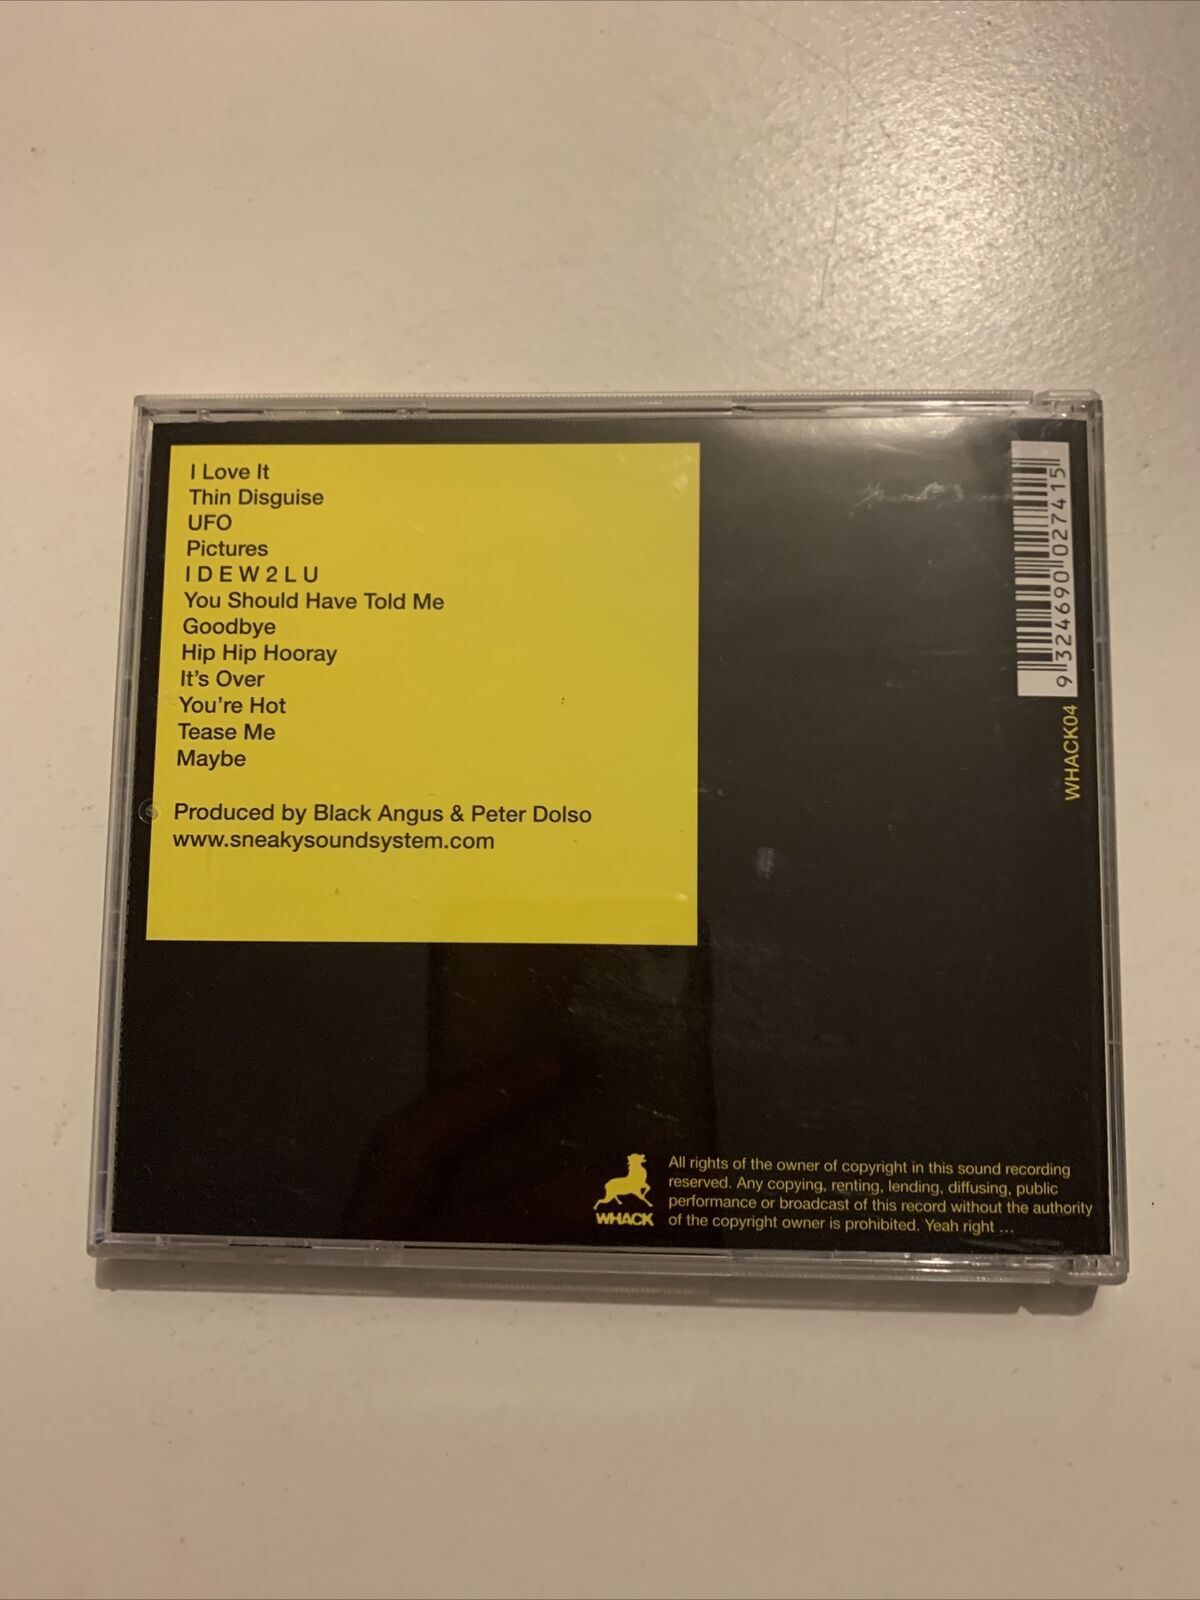 I Love It
Thin Disguise
UFO
Pictures
I D E W 2 L U
You Should Have Told Me
Goodbye
Hip Hip Hooray
It's Over
You're Hot
Tease Me
Maybe
Produced by Black Angus & Peter Dolso
www.sneakysoundsystem.com
9 324690 027415
WHACK04
WHACK
All rights of the owner of copyright in this sound recording
reserved. Any copying, renting, lending, diffusing, public
performance or broadcast of this record without the authority
of the copyright owner is prohibited. Yeah right ...